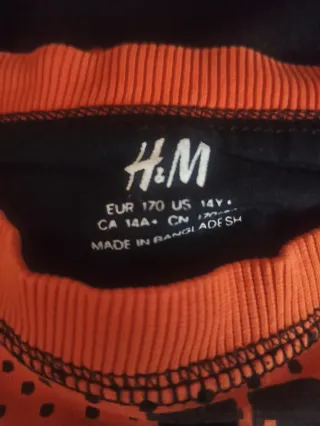 H&M
EUR 170 US 14Y+
CA 14A+ CN
MADE IN BANGLADESH